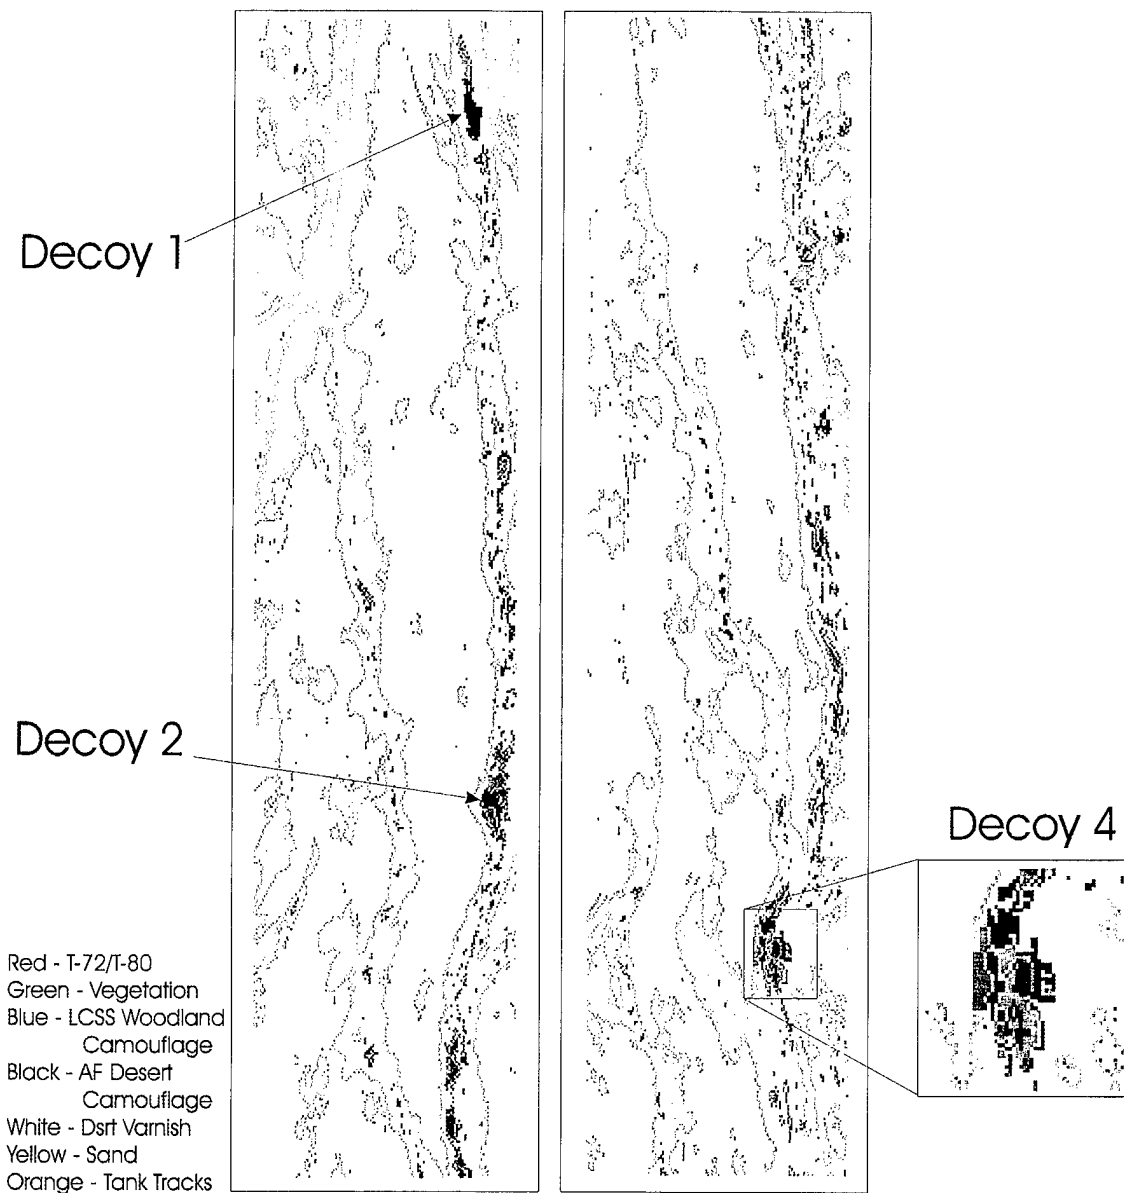 Decoy 1
Decoy 2
Decoy 4
Red - T-72/T-80
Green - Vegetation
Blue - LCSS Woodland
Camouflage
Black - AF Desert
Camouflage
White - Dsrt Varnish
Yellow - Sand
Orange - Tank Tracks